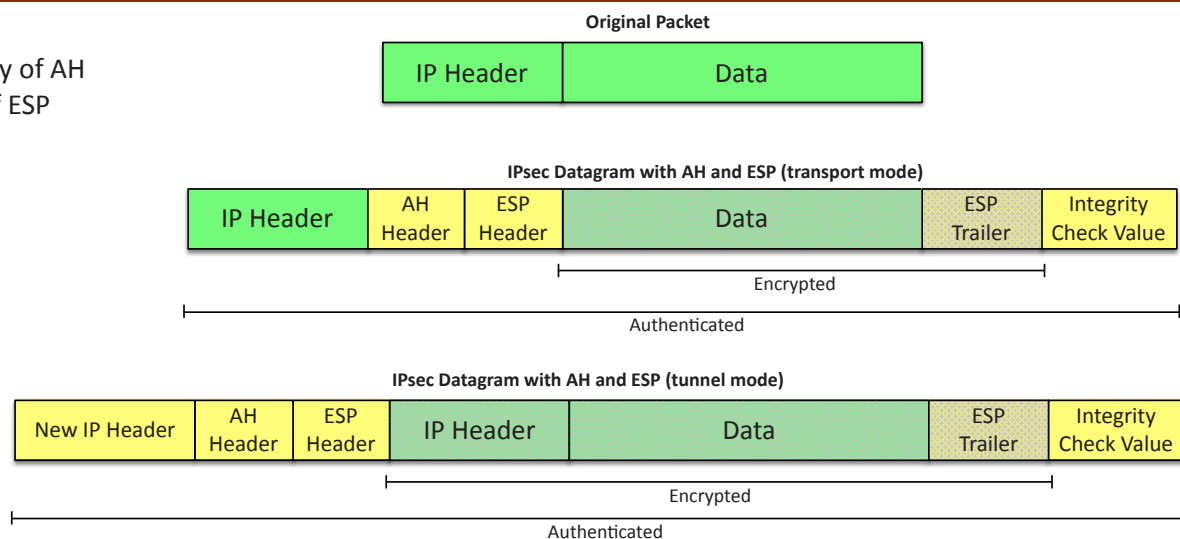 Original Packet
y of AH
ESP
IP Header Data
IPsec Datagram with AH and ESP (transport mode)
IP Header AH Header ESP Header Data ESP Trailer Integrity Check Value
Encrypted
Authenticated
IPsec Datagram with AH and ESP (tunnel mode)
New IP Header AH Header ESP Header IP Header Data ESP Trailer Integrity Check Value
Encrypted
Authenticated